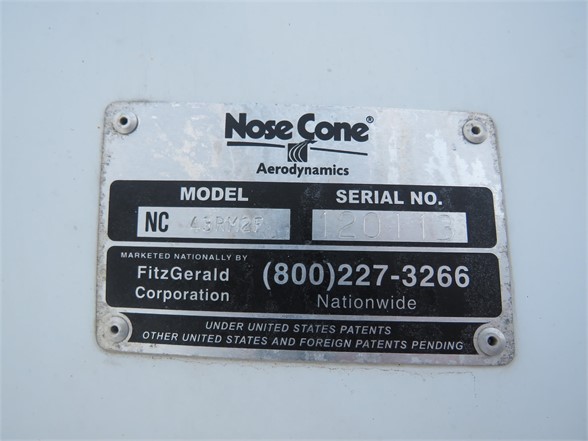 Nose Cone®
Aerodynamics
MODEL SERIAL NO.
NC 43RM2F 120113
MARKETED NATIONALLY BY
FitzGerald
Corporation
(800)227-3266
Nationwide
UNDER UNITED STATES PATENTS
OTHER UNITED STATES AND FOREIGN PATENTS PENDING